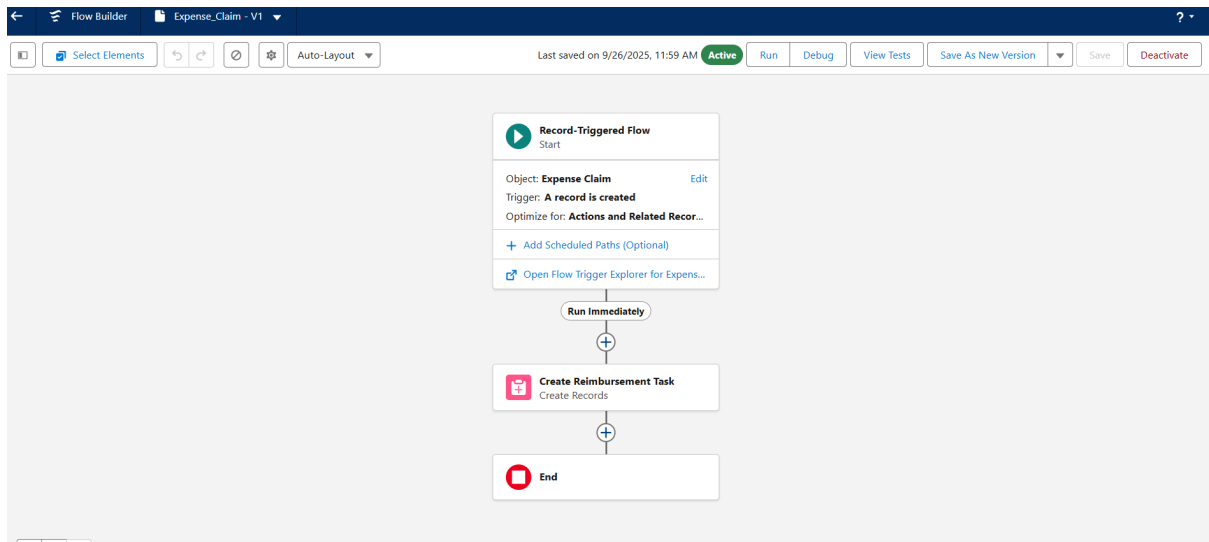 Flow Builder
Expense_Claim - V1
?
Select Elements
Auto-Layout
Last saved on 9/26/2025, 11:59 AM
Active
Run
Debug
View Tests
Save As New Version
Save
Deactivate
Record-Triggered Flow
Start
Object: Expense Claim
Edit
Trigger: A record is created
Optimize for: Actions and Related Recor...
+ Add Scheduled Paths (Optional)
Open Flow Trigger Explorer for Expens...
Run Immediately
Create Reimbursement Task
Create Records
End